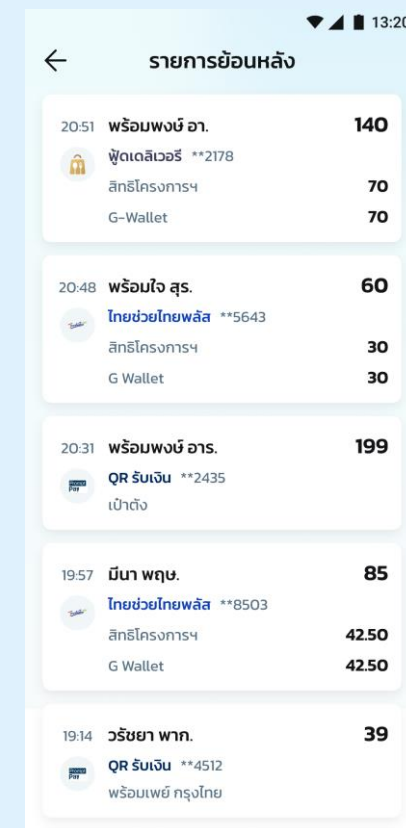 13:20
รายการย้อนหลัง
20:51 พร้อมพงษ์ อา. 140
ฟู้ดเดลิเวอรี **2178
สิทธิโครงการฯ 70
G-Wallet 70
20:48 พร้อมใจ สุร. 60
ไทยช่วยไทยพลัส **5643
สิทธิโครงการฯ 30
G Wallet 30
20:31 พร้อมพงษ์ อาร. 199
QR รับเงิน **2435
เป๋าตัง
19:57 มีนา พฤษ. 85
ไทยช่วยไทยพลัส **8503
สิทธิโครงการฯ 42.50
G Wallet 42.50
19:14 วรัชยา พาก. 39
QR รับเงิน **4512
พร้อมเพย์ กรุงไทย